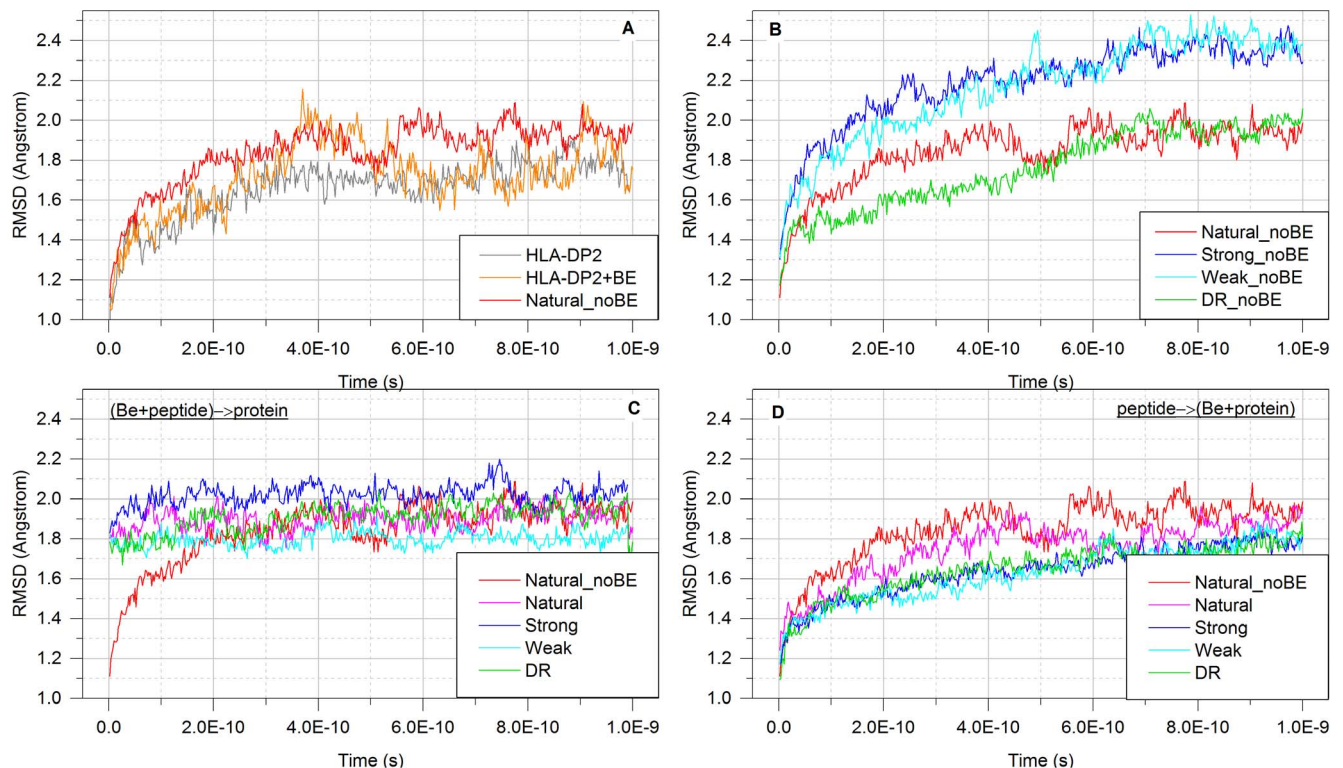 A
2.4
2.2
2.0
1.8
1.6
1.4
1.2
1.0
RMSD (Angstrom)
HLA-DP2
HLA-DP2+BE
Natural_noBE
0.0
2.0E-10
4.0E-10
6.0E-10
8.0E-10
1.0E-9
Time (s)
B
2.4
2.2
2.0
1.8
1.6
1.4
1.2
1.0
RMSD (Angstrom)
Natural_noBE
Strong_noBE
Weak_noBE
DR_noBE
0.0
2.0E-10
4.0E-10
6.0E-10
8.0E-10
1.0E-9
Time (s)
(Be+peptide)–>protein
C
2.4
2.2
2.0
1.8
1.6
1.4
1.2
1.0
RMSD (Angstrom)
Natural_noBE
Natural
Strong
Weak
DR
0.0
2.0E-10
4.0E-10
6.0E-10
8.0E-10
1.0E-9
Time (s)
D
peptide–>(Be+protein)
2.4
2.2
2.0
1.8
1.6
1.4
1.2
1.0
RMSD (Angstrom)
Natural_noBE
Natural
Strong
Weak
DR
0.0
2.0E-10
4.0E-10
6.0E-10
8.0E-10
1.0E-9
Time (s)